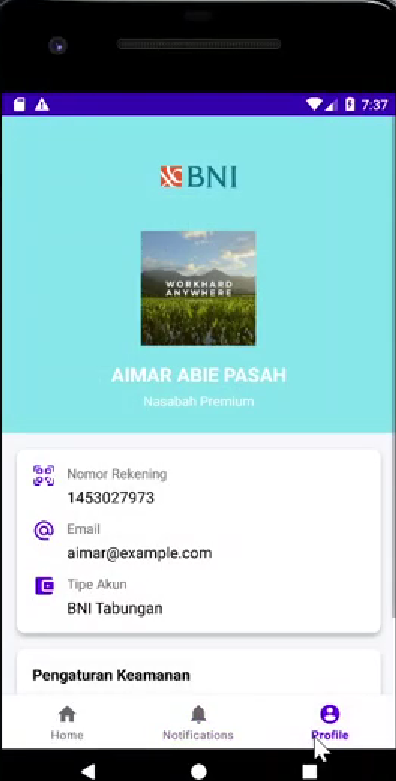 7:37
BNI
WORKHARD
ANYWHERE
AIMAR ABIE PASAH
Nasabah Premium
Nomor Rekening
1453027973
Email
aimar@example.com
Tipe Akun
BNI Tabungan
Pengaturan Keamanan
Home
Notifications
Profile